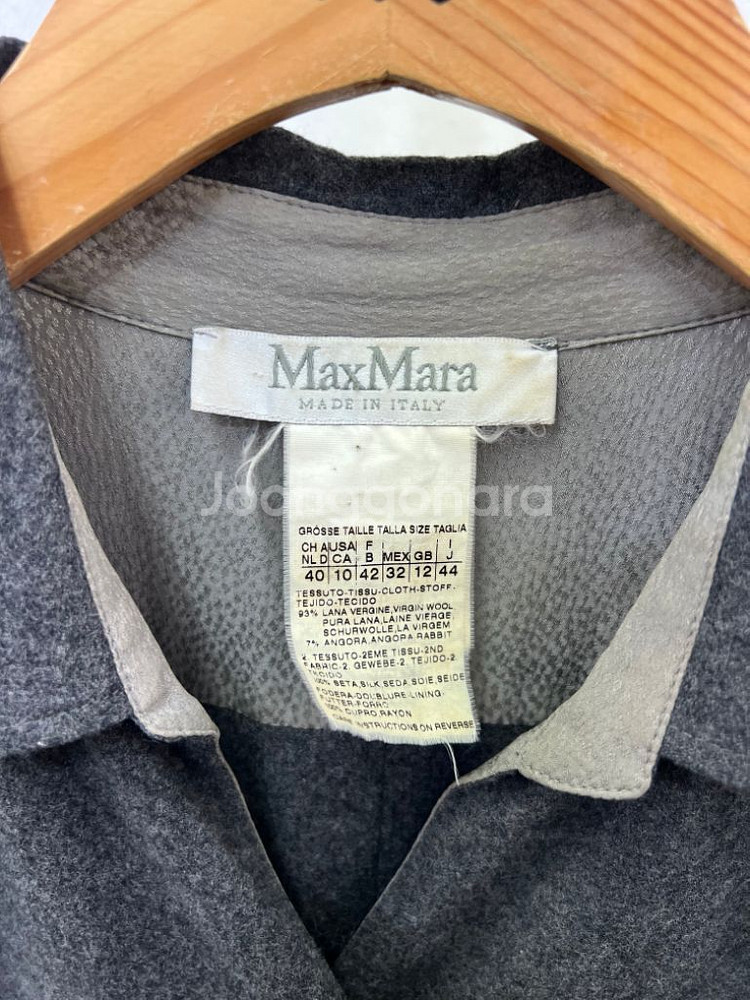 MaxMara
MADE IN ITALY
Joonggonara
GRÖSSE TAILLE TALLA SIZE TAGLIA
CH A USA F I
NL D CA B MEX GB J
40 10 42 32 12 44
TESSUTO-TISSU-CLOTH-STOFF-
TEJIDO-TECIDO
93% LANA VERGINE, VIRGIN WOOL
PURA LANA, LAINE VIERGE,
SCHURWOLLE, LA VIRGEM
7% ANGORA, ANGOPA RABBIT
2. TESSUTO-2EME TISSU-2ND
FABRIC-2. GEWEBE-2. TEJIDO-2.
TECIDO
100% SETA, SILK, SEDA, SOIE, SEIDE
FODERA-DOUBLURE-LINING-
FUTTER-FORRO
100% CUPRO, RAYON
CARE INSTRUCTIONS ON REVERSE